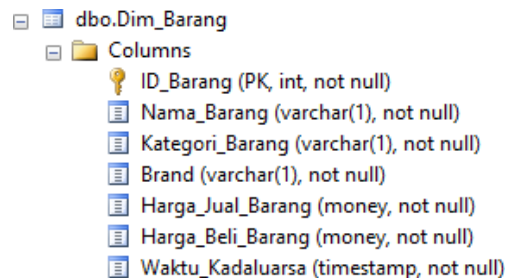 dbo.Dim_Barang
Columns
ID_Barang (PK, int, not null)
Nama_Barang (varchar(1), not null)
Kategori_Barang (varchar(1), not null)
Brand (varchar(1), not null)
Harga_Jual_Barang (money, not null)
Harga_Beli_Barang (money, not null)
Waktu_Kadaluarsa (timestamp, not null)